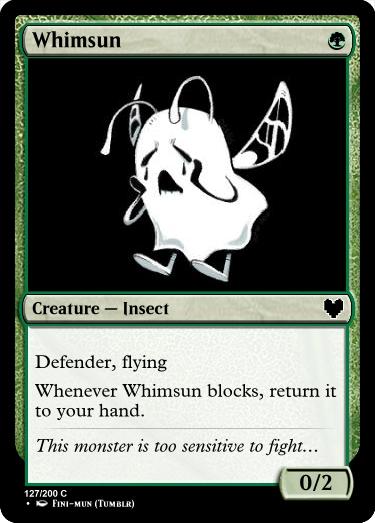 Whimsun
Creature — Insect
Defender, flying
Whenever Whimsun blocks, return it
to your hand.
This monster is too sensitive to fight...
0/2
127/200 C
• Fini-mun (Tumblr)